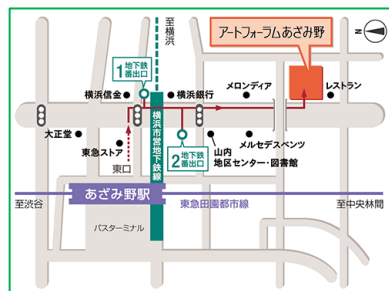 至横浜
アートフォーラムあざみ野
N
1 地下鉄
番出口
横浜信金
横浜銀行
メロンディア
レストラン
大正堂
東急ストア
東口
横浜市営地下鉄線
2 地下鉄
番出口
山内
地区センター・図書館
メルセデスベンツ
あざみ野駅
至渋谷
東急田園都市線
至中央林間
バスターミナル